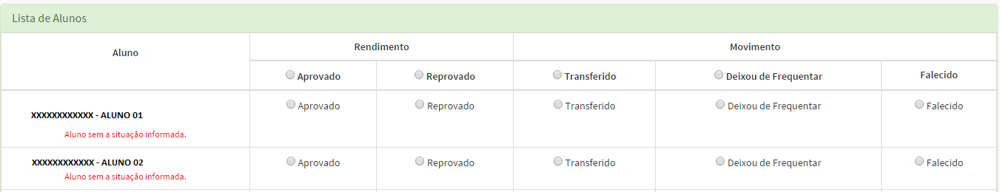 Lista de Alunos
Aluno Rendimento Movimento
Aprovado Reprovado Transferido Deixou de Frequentar Falecido
XXXXXXXXXXXX - ALUNO 01 Aprovado Reprovado Transferido Deixou de Frequentar Falecido
Aluno sem a situação informada.
XXXXXXXXXXXX - ALUNO 02 Aprovado Reprovado Transferido Deixou de Frequentar Falecido
Aluno sem a situação informada.